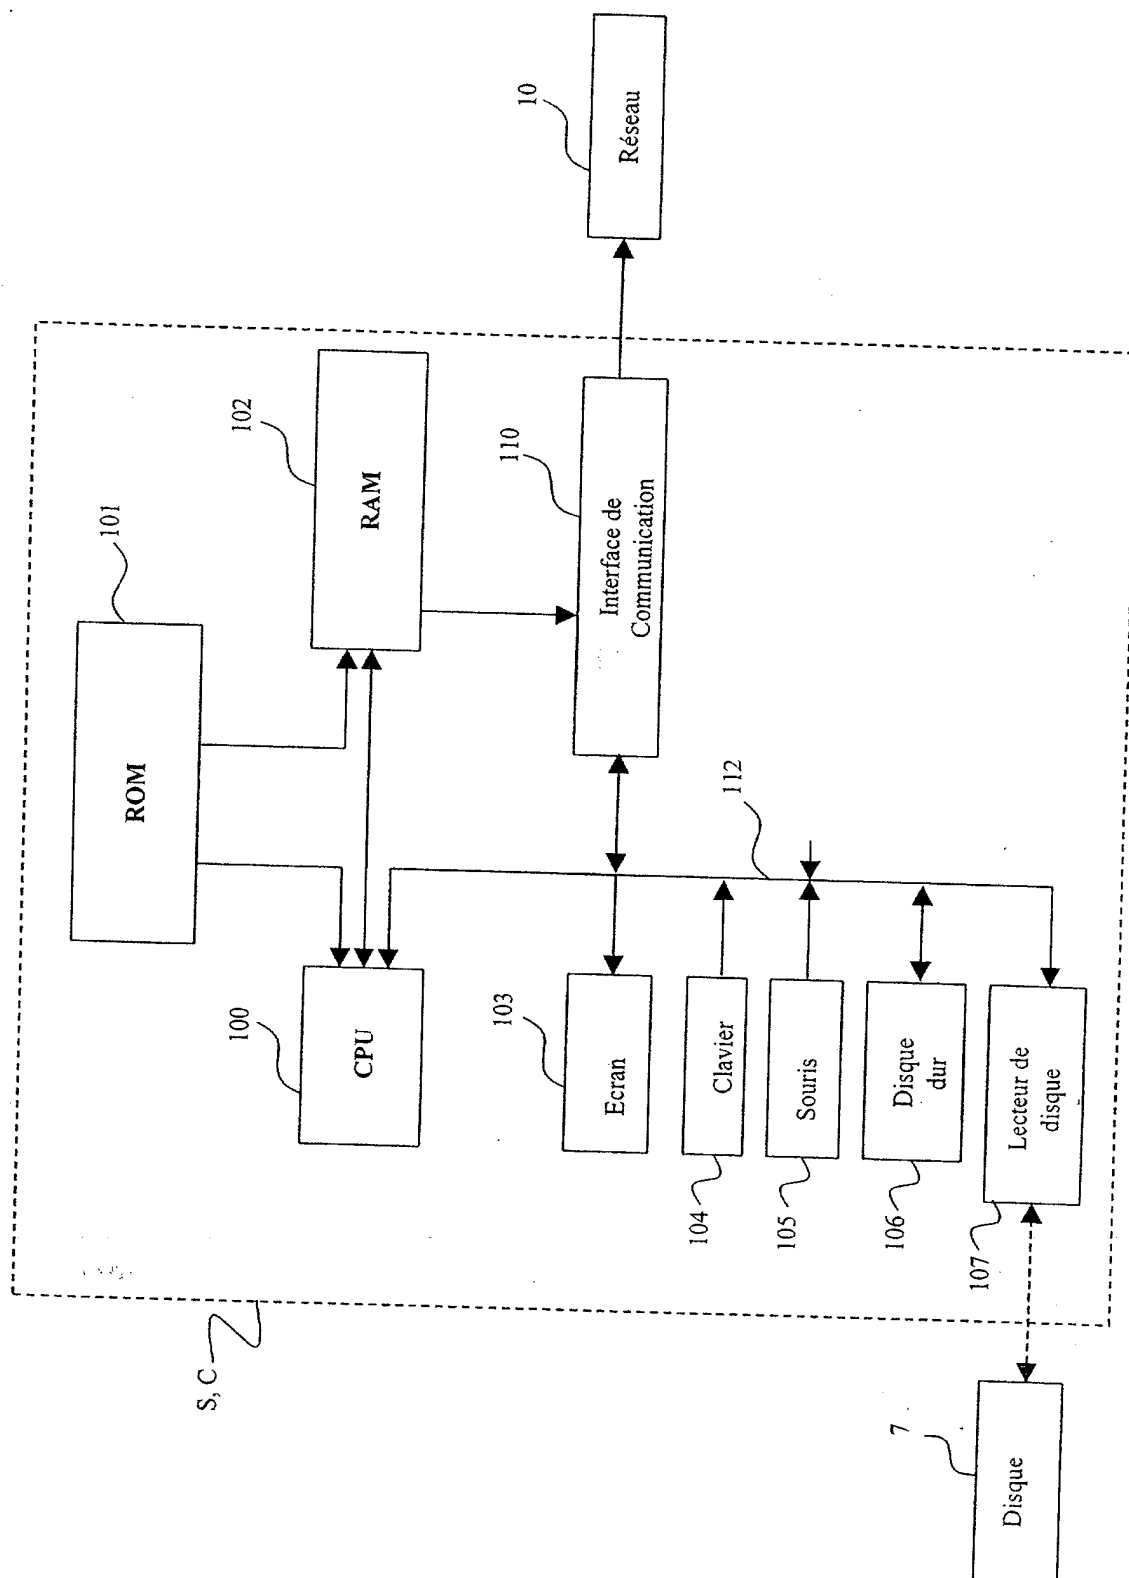 S, C
101
ROM
102
RAM
100
CPU
110
Interface de
Communication
10
Réseau
103
Ecran
112
104
Clavier
105
Souris
106
Disque
dur
107
Lecteur de
disque
7
Disque